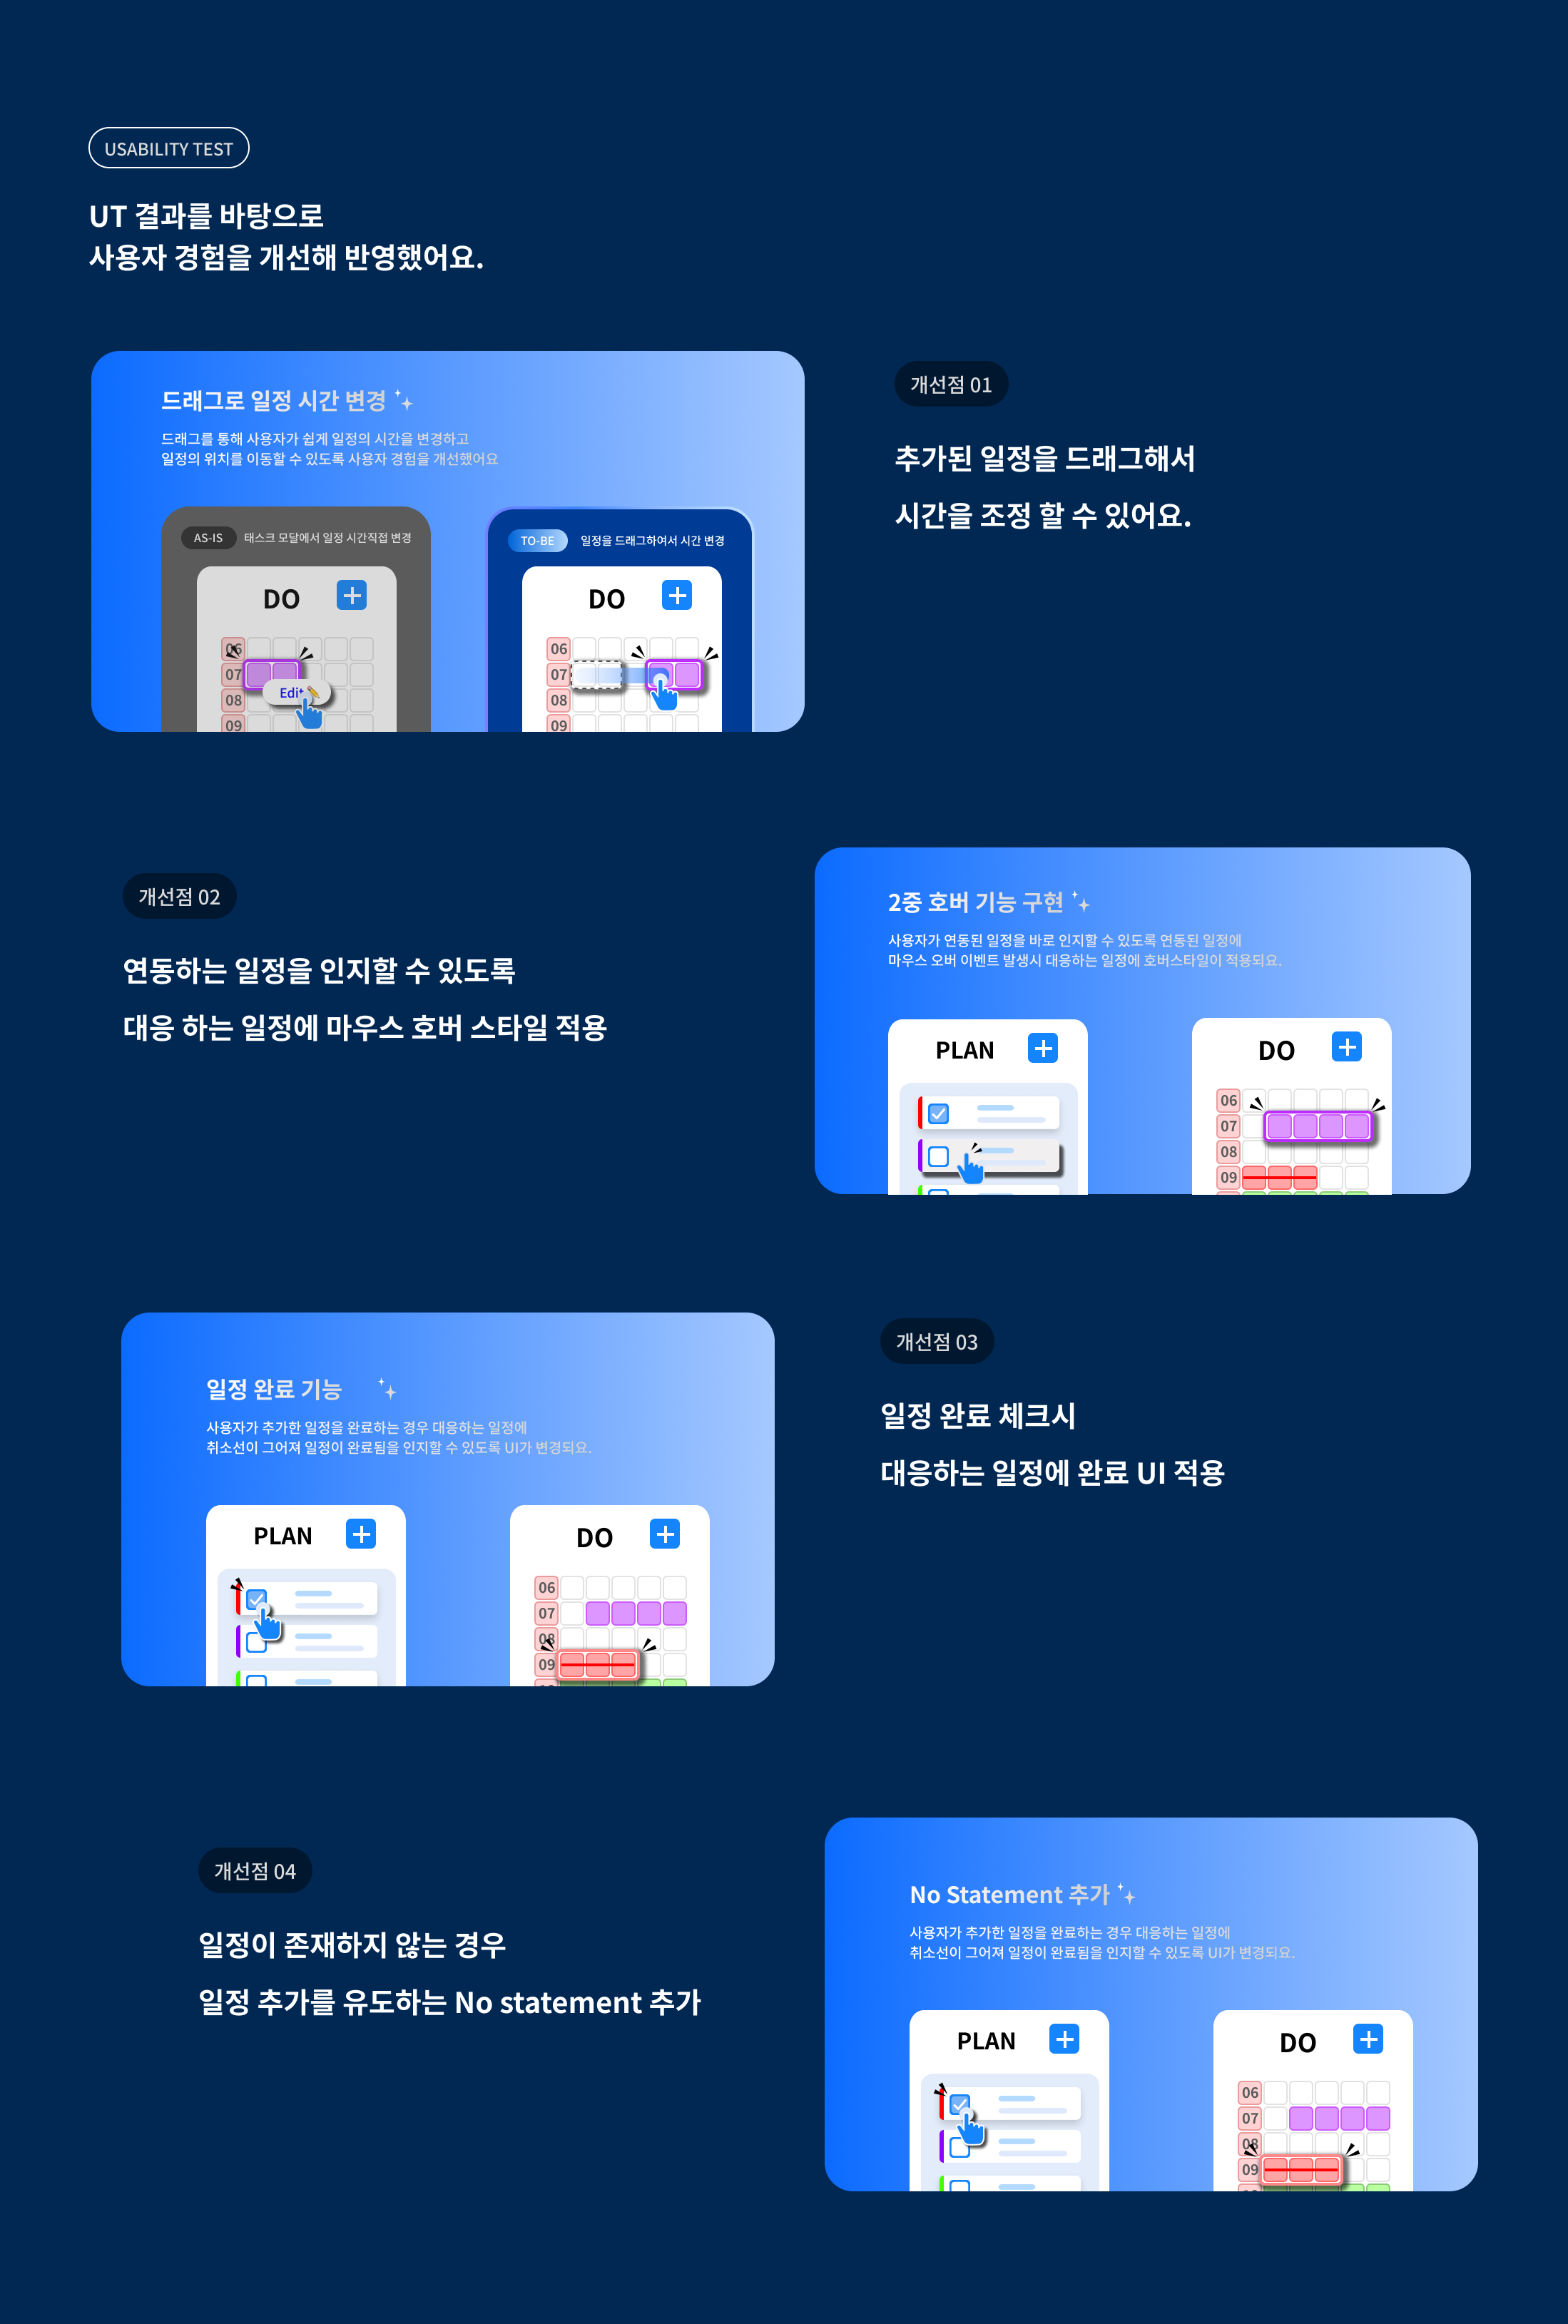 USABILITY TEST
UT 결과를 바탕으로
사용자 경험을 개선해 반영했어요.
드래그로 일정 시간 변경
드래그를 통해 사용자가 쉽게 일정의 시간을 변경하고
일정의 위치를 이동할 수 있도록 사용자 경험을 개선했어요
AS-IS 태스크 모달에서 일정 시간직접 변경
DO
06
07
Edit
08
09
TO-BE 일정을 드래그하여서 시간 변경
DO
06
07
08
09
개선점 01
추가된 일정을 드래그해서
시간을 조정 할 수 있어요.
개선점 02
연동하는 일정을 인지할 수 있도록
대응 하는 일정에 마우스 호버 스타일 적용
2중 호버 기능 구현
사용자가 연동된 일정을 바로 인지할 수 있도록 연동된 일정에
마우스 오버 이벤트 발생시 대응하는 일정에 호버스타일이 적용되요.
PLAN
DO
06
07
08
09
일정 완료 기능
사용자가 추가한 일정을 완료하는 경우 대응하는 일정에
취소선이 그어져 일정이 완료됨을 인지할 수 있도록 UI가 변경되요.
PLAN
DO
06
07
08
09
개선점 03
일정 완료 체크시
대응하는 일정에 완료 UI 적용
개선점 04
일정이 존재하지 않는 경우
일정 추가를 유도하는 No statement 추가
No Statement 추가
사용자가 추가한 일정을 완료하는 경우 대응하는 일정에
취소선이 그어져 일정이 완료됨을 인지할 수 있도록 UI가 변경되요.
PLAN
DO
06
07
08
09